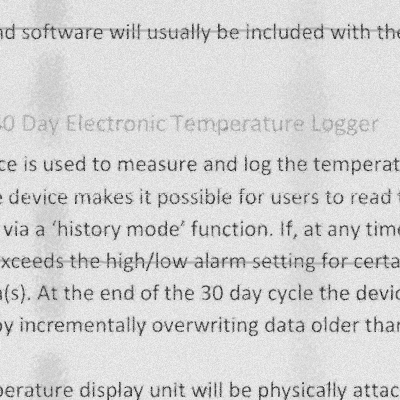 nd software will usually be included with the
30 Day Electronic Temperature Logger
ce is used to measure and log the temperat
e device makes it possible for users to read t
via a ‘history mode’ function. If, at any time
xceeds the high/low alarm setting for certa
n(s). At the end of the 30 day cycle the devic
by incrementally overwriting data older than
perature display unit will be physically attac